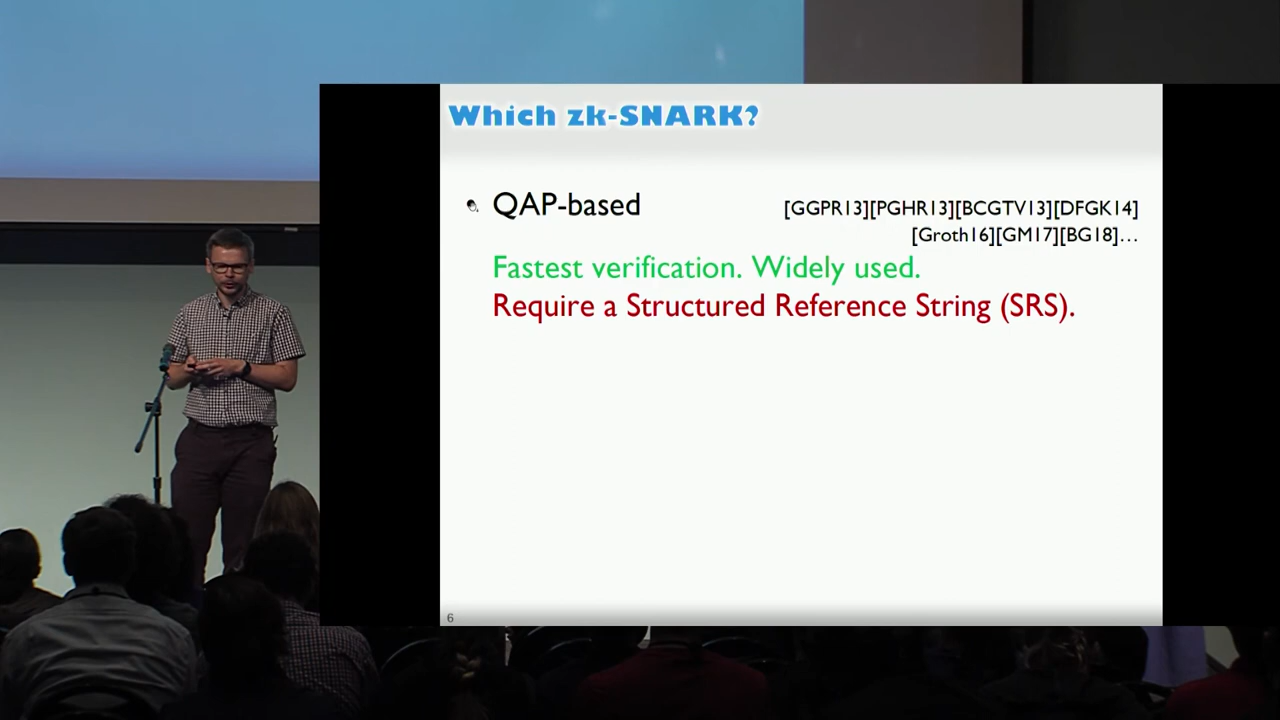 Which zk-SNARK?
QAP-based [GGPR13][PGHR13][BCGTV13][DFGK14]
[Groth16][GM17][BG18]…
Fastest verification. Widely used.
Require a Structured Reference String (SRS).
6